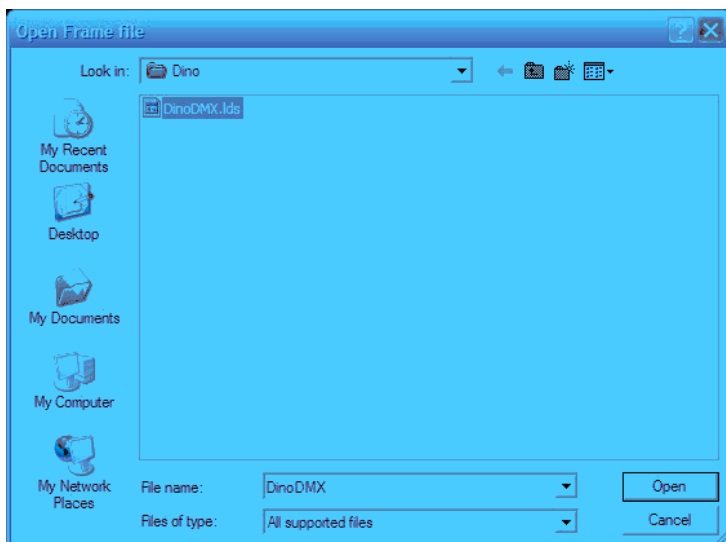 Open Frame file
Look in: Dino
DinoDMX.lds
My Recent
Documents
Desktop
My Documents
My Computer
My Network
Places
File name: DinoDMX
Open
Files of type: All supported files
Cancel